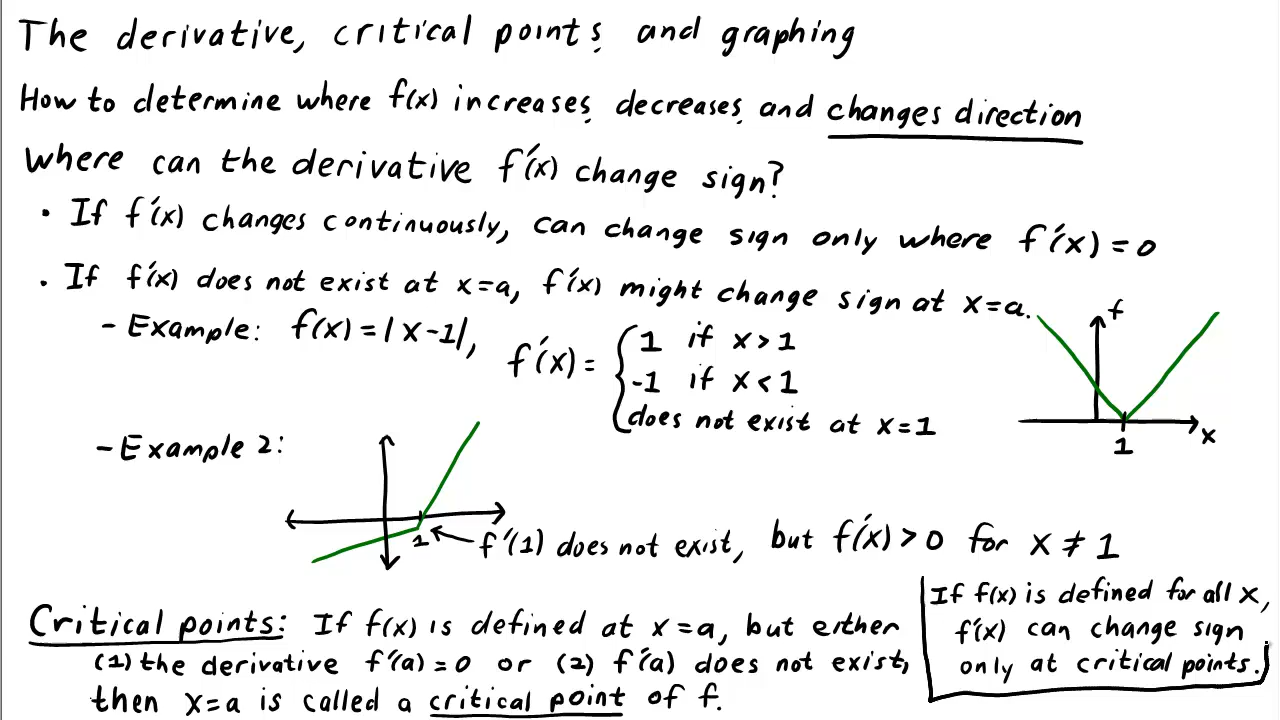 The derivative, critical points, and graphing
How to determine where f(x) increases, decreases, and changes direction
Where can the derivative f′(x) change sign?
• If f′(x) changes continuously, can change sign only where f′(x) = 0
• If f′(x) does not exist at x=a, f′(x) might change sign at x=a.
- Example: f(x) = |x-1|, f′(x) = { 1 if x > 1
-1 if x < 1
does not exist at x=1
f
x
1
- Example 2:
1
f′(1) does not exist, but f′(x) > 0 for x ≠ 1
Critical points: If f(x) is defined at x=a, but either
(1) the derivative f′(a)=0 or (2) f′(a) does not exist,
then x=a is called a critical point of f.
If f(x) is defined for all x,
f′(x) can change sign
only at critical points.